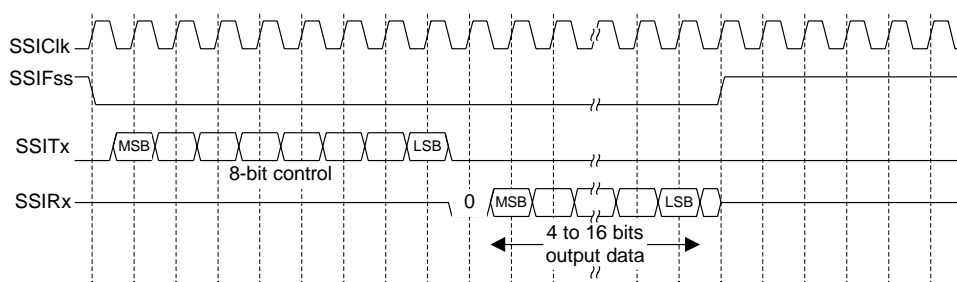 SSIClk
SSIFss
SSITx
MSB
LSB
8-bit control
SSIRx
0
MSB
LSB
4 to 16 bits
output data